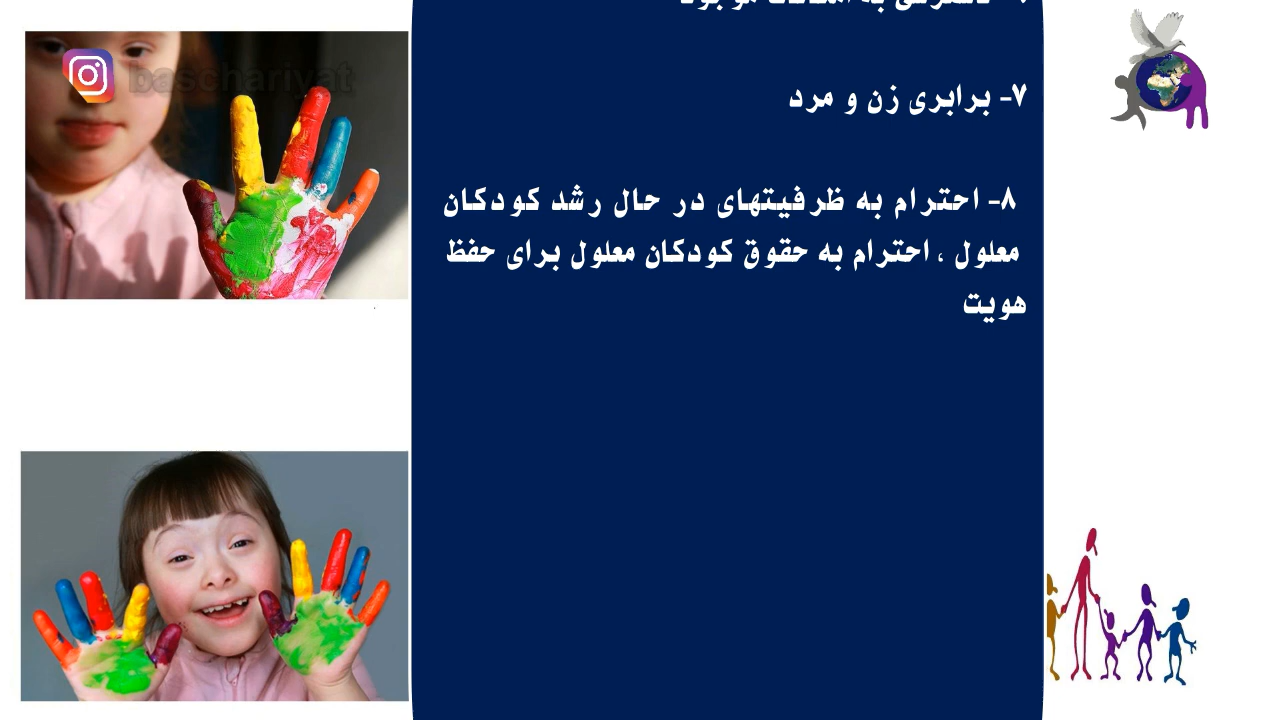 baschariyat
۷- برابری زن و مرد
۸- احترام به ظرفیتهای در حال رشد کودکان
معلول ، احترام به حقوق کودکان معلول برای حفظ
هویت